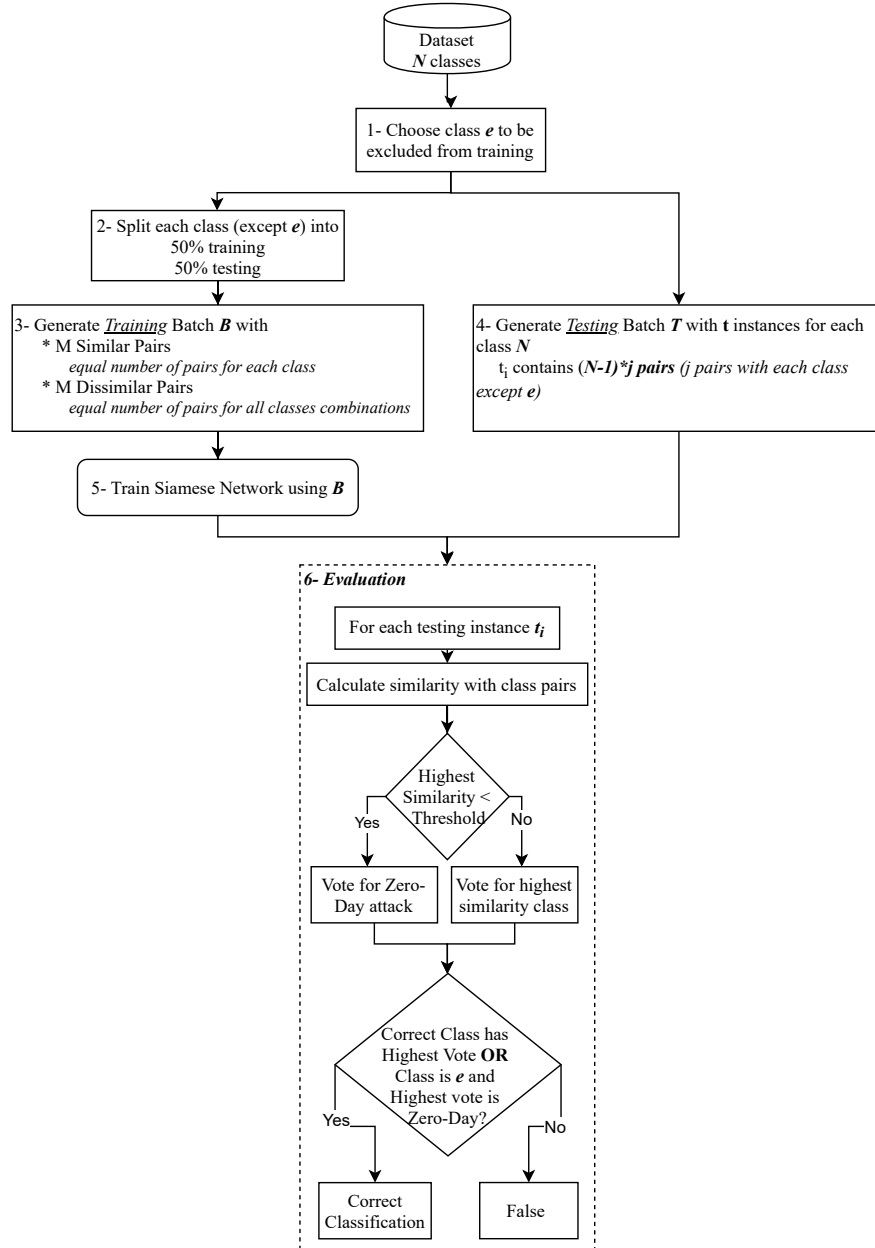 Dataset
N classes
1- Choose class e to be
excluded from training
2- Split each class (except e) into
50% training
50% testing
3- Generate Training Batch B with
* M Similar Pairs
equal number of pairs for each class
* M Dissimilar Pairs
equal number of pairs for all classes combinations
4- Generate Testing Batch T with t instances for each
class N
ti contains (N-1)*j pairs (j pairs with each class
except e)
5- Train Siamese Network using B
6- Evaluation
For each testing instance ti
Calculate similarity with class pairs
Highest
Similarity <
Threshold
Yes
No
Vote for Zero-
Day attack
Vote for highest
similarity class
Correct Class has
Highest Vote OR
Class is e and
Highest vote is
Zero-Day?
Yes
No
Correct
Classification
False